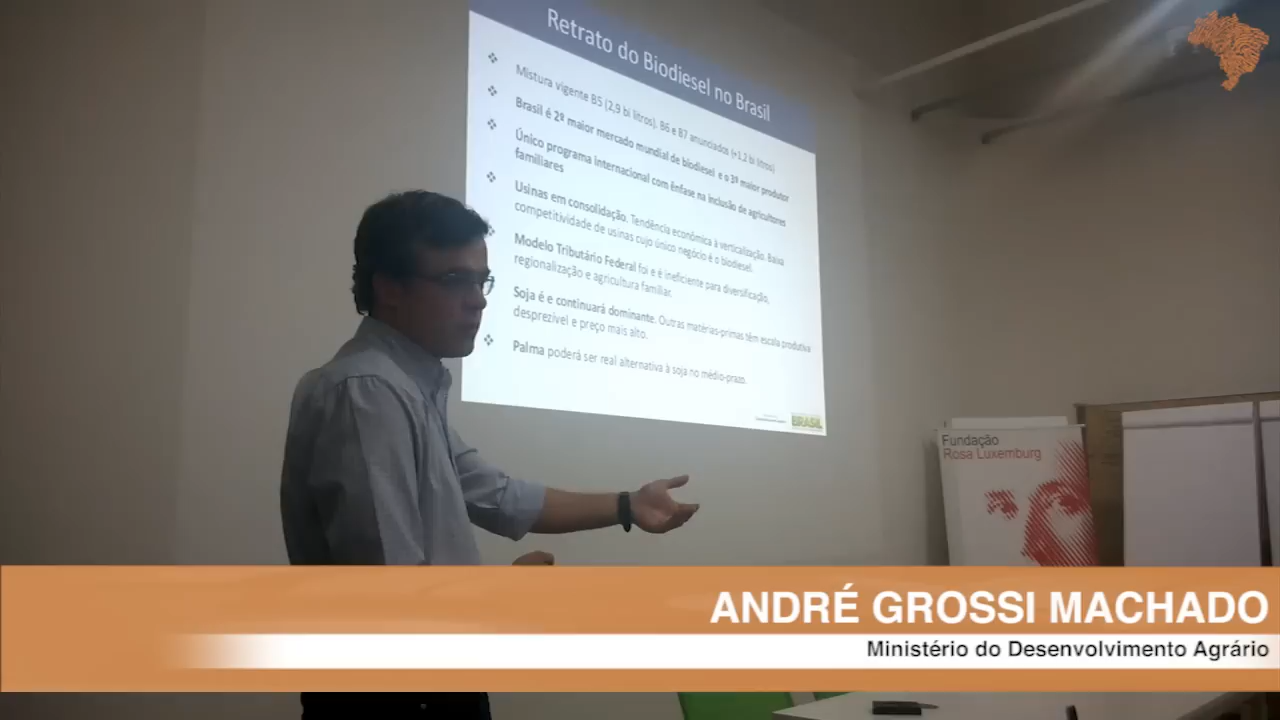 Retrato do Biodiesel no Brasil
Mistura vigente B5 (2,9 bi litros). B6 e B7 anunciados (+1,2 bi litros)
Brasil é 2º maior mercado mundial de biodiesel e o 3º maior produtor
Único programa internacional com ênfase na inclusão de agricultores
familiares
Usinas em consolidação. Tendência econômica à verticalização. Baixa
competitividade de usinas cujo único negócio é o biodiesel.
Modelo Tributário Federal foi e é ineficiente para diversificação,
regionalização e agricultura familiar.
Soja é e continuará dominante. Outras matérias-primas têm escala produtiva
desprezível e preço mais alto.
Palma poderá ser real alternativa à soja no médio-prazo.
BRASIL
Fundação
Rosa Luxemburg
ANDRÉ GROSSI MACHADO
Ministério do Desenvolvimento Agrário